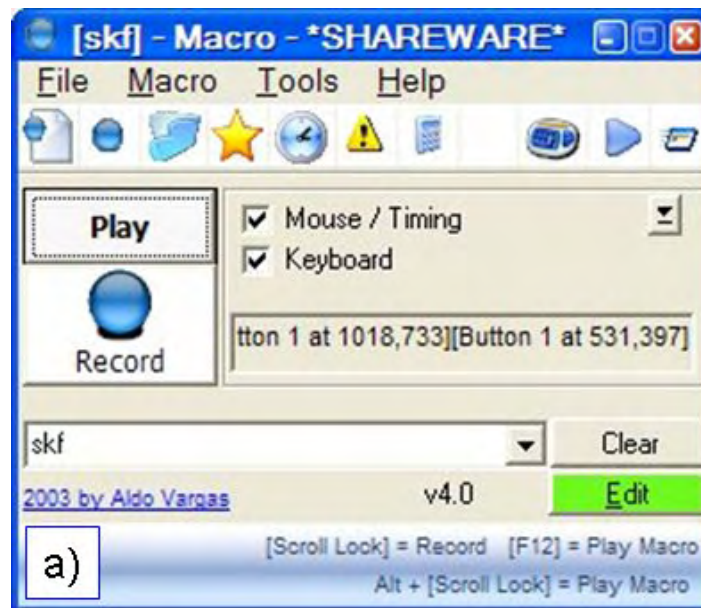 [skf] - Macro - *SHAREWARE*
File Macro Tools Help
Play
Mouse / Timing
Keyboard
Record
tton 1 at 1018,733][Button 1 at 531,397]
skf
Clear
2003 by Aldo Vargas v4.0 Edit
[Scroll Lock] = Record [F12] = Play Macro
a)
Alt + [Scroll Lock] = Play Macro